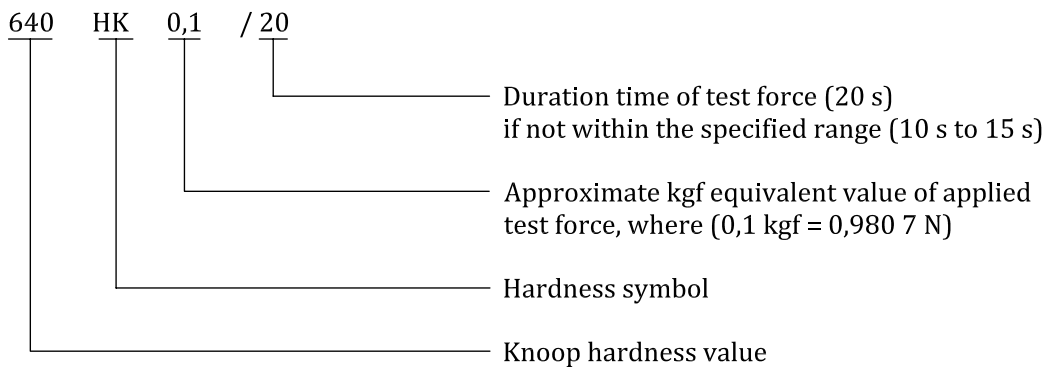 640 HK 0,1 / 20
Duration time of test force (20 s)
if not within the specified range (10 s to 15 s)
Approximate kgf equivalent value of applied
test force, where (0,1 kgf = 0,980 7 N)
Hardness symbol
Knoop hardness value